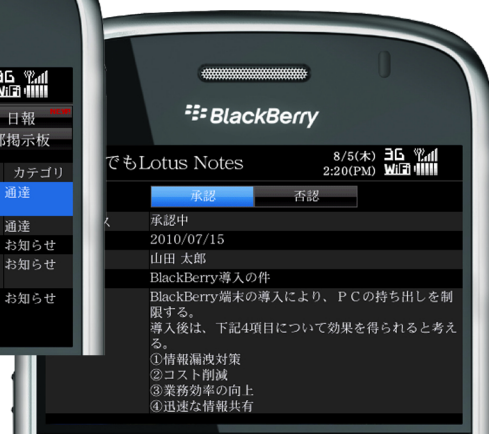 3G
WiFi
日報
掲示板
カテゴリ
通達
通達
お知らせ
お知らせ
お知らせ
BlackBerry
でもLotus Notes
8/5(木) 3G
2:20(PM) WiFi
承認 否認
承認中
2010/07/15
山田 太郎
BlackBerry導入の件
BlackBerry端末の導入により、ＰＣの持ち出しを制
限する。
導入後は、下記4項目について効果を得られると考え
る。
①情報漏洩対策
②コスト削減
③業務効率の向上
④迅速な情報共有